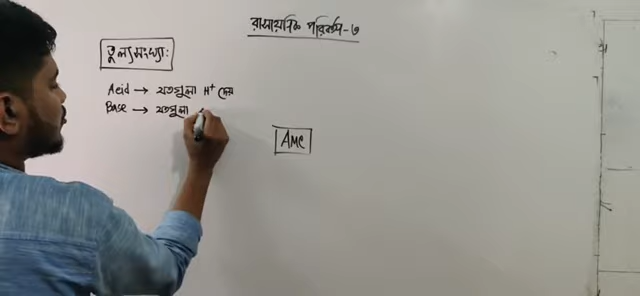 রাসায়নিক পরিবর্তন-৩
তুল্যসংখ্যা:
Acid → যতগুলা H⁺ দেয়
Base → যতগুলা
AMC